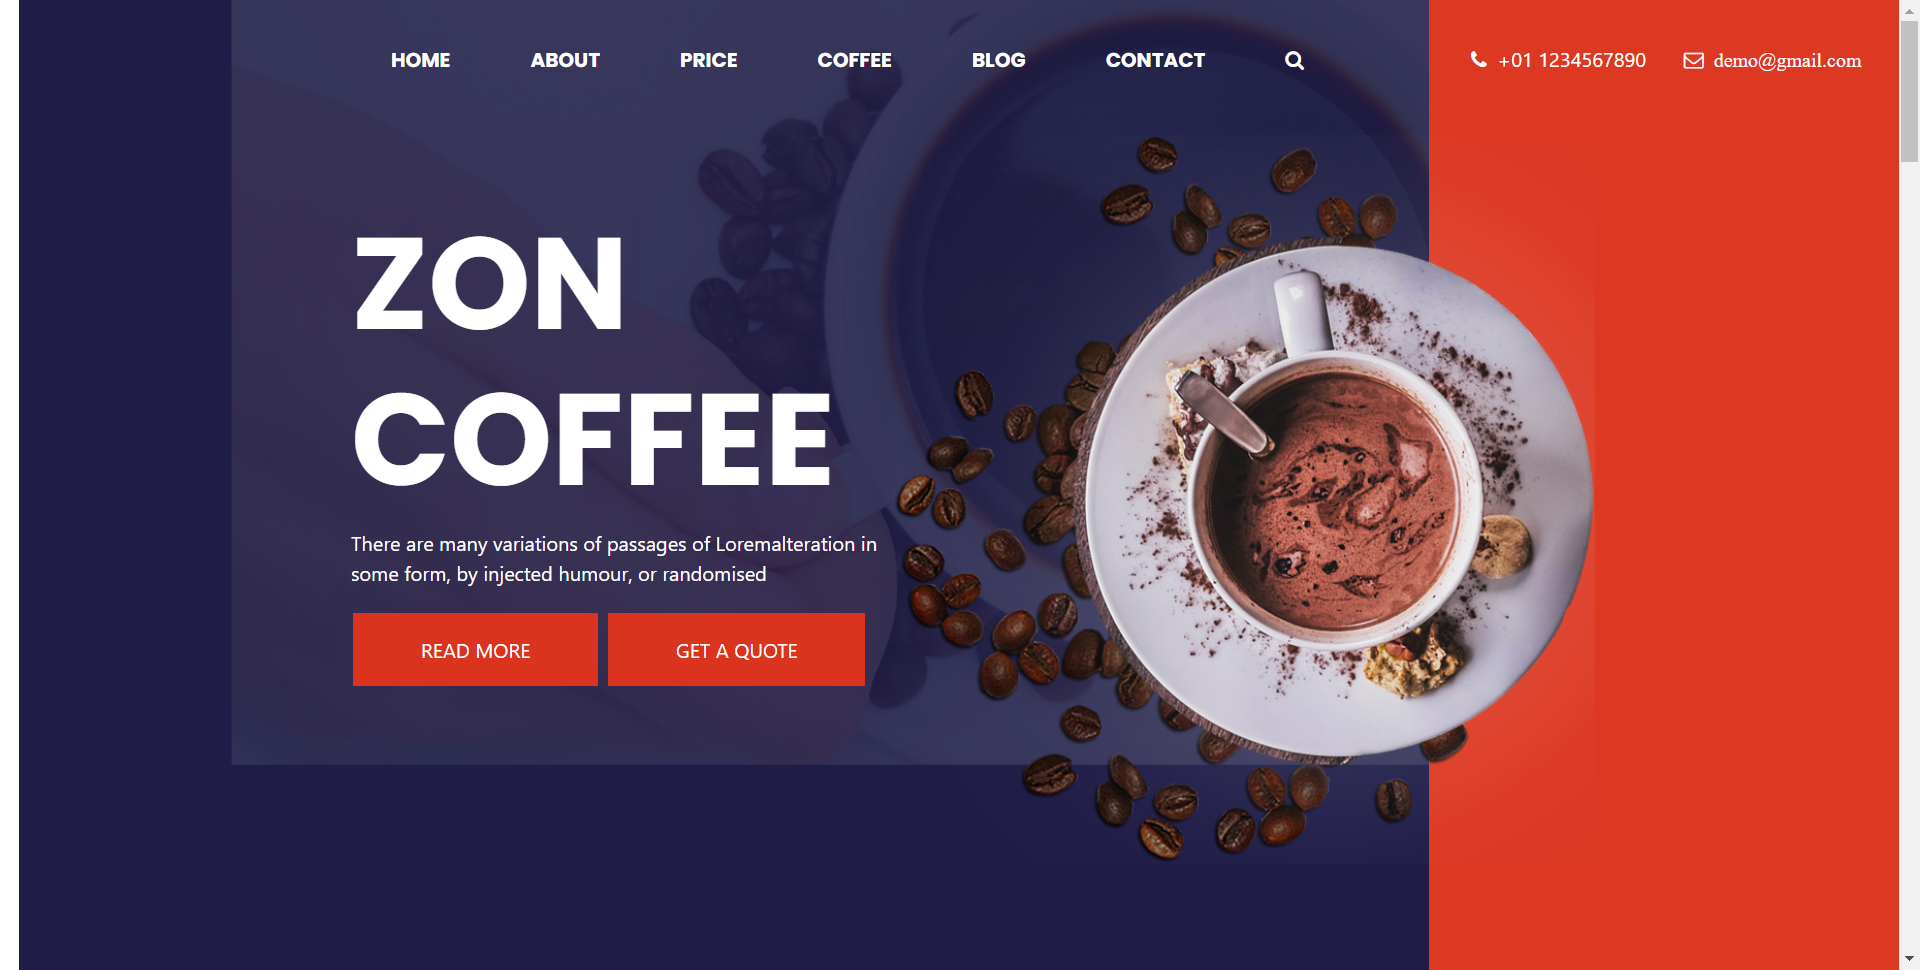 HOME ABOUT PRICE COFFEE BLOG CONTACT +01 1234567890 demo@gmail.com
ZON
COFFEE
There are many variations of passages of Loremalteration in
some form, by injected humour, or randomised
READ MORE GET A QUOTE